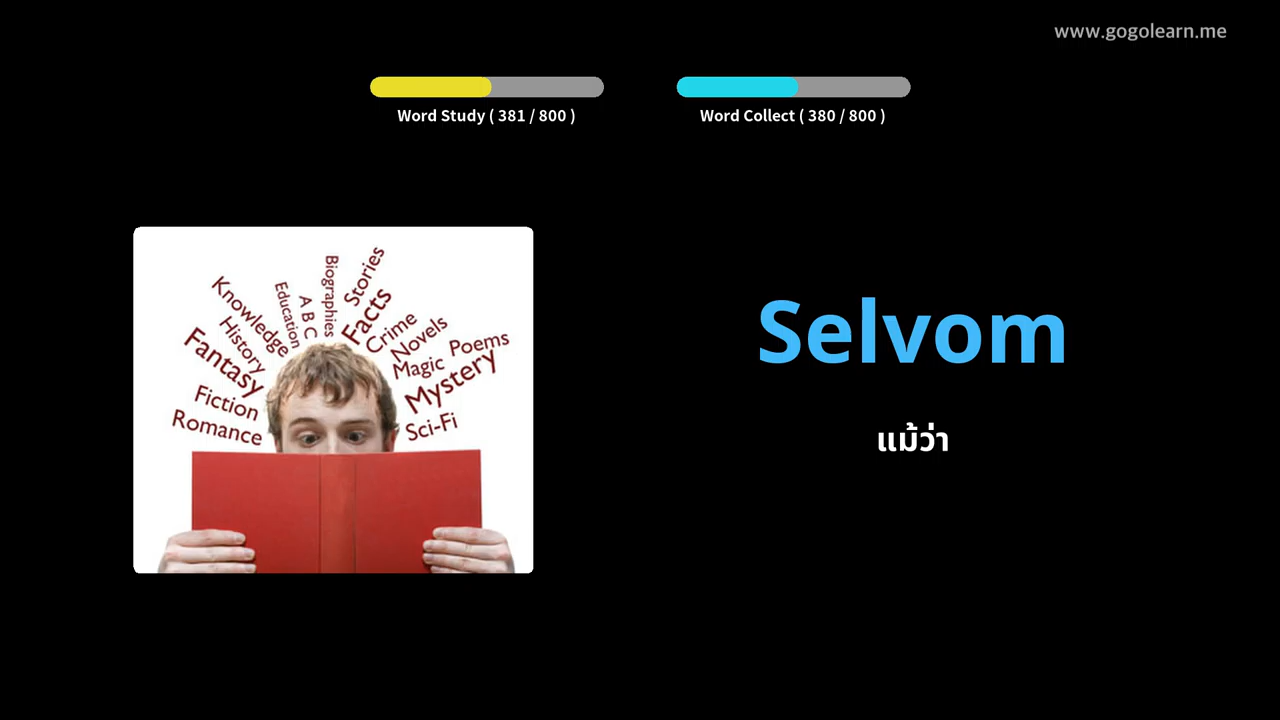 www.gogolearn.me
Word Study ( 381 / 800 )
Word Collect ( 380 / 800 )
Stories
Biographies
Facts
A B C
Education
Knowledge
Crime
Novels
History
Poems
Fantasy
Magic
Mystery
Fiction
Sci-Fi
Romance
Selvom
แม้ว่า